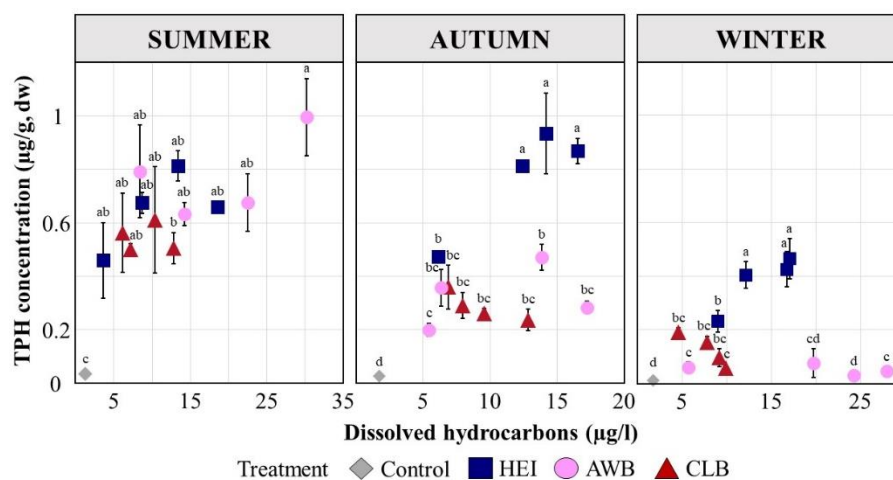 SUMMER AUTUMN WINTER
TPH concentration (µg/g, dw)
1
0.6
0.2
0
a
ab ab
ab ab ab
ab ab ab ab
ab b
c
a a a
b b
bc bc
c bc bc bc bc
d
a a a
b
bc bc
bc c cd
d c d c
5 15 25 35 5 10 15 20 5 15 25
Dissolved hydrocarbons (µg/l)
Treatment Control HEI AWB CLB